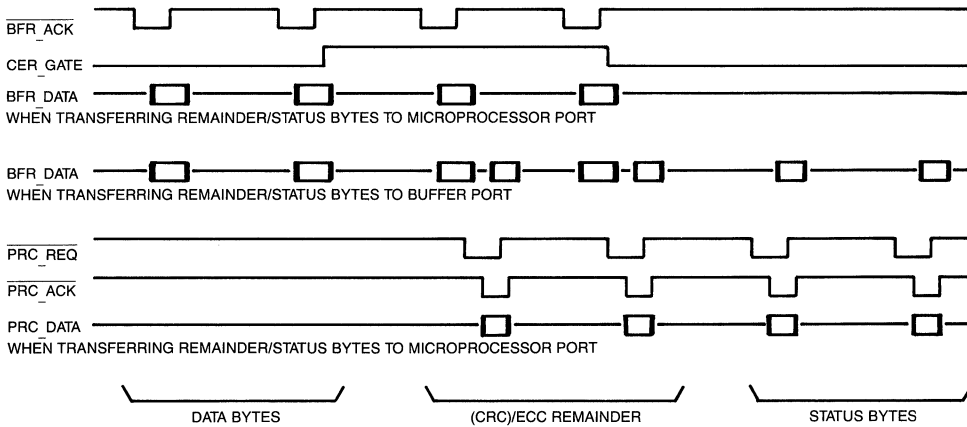 BFR_ACK
CER_GATE
BFR_DATA
WHEN TRANSFERRING REMAINDER/STATUS BYTES TO MICROPROCESSOR PORT
BFR_DATA
WHEN TRANSFERRING REMAINDER/STATUS BYTES TO BUFFER PORT
PRC_REQ
PRC_ACK
PRC_DATA
WHEN TRANSFERRING REMAINDER/STATUS BYTES TO MICROPROCESSOR PORT
DATA BYTES (CRC)/ECC REMAINDER STATUS BYTES